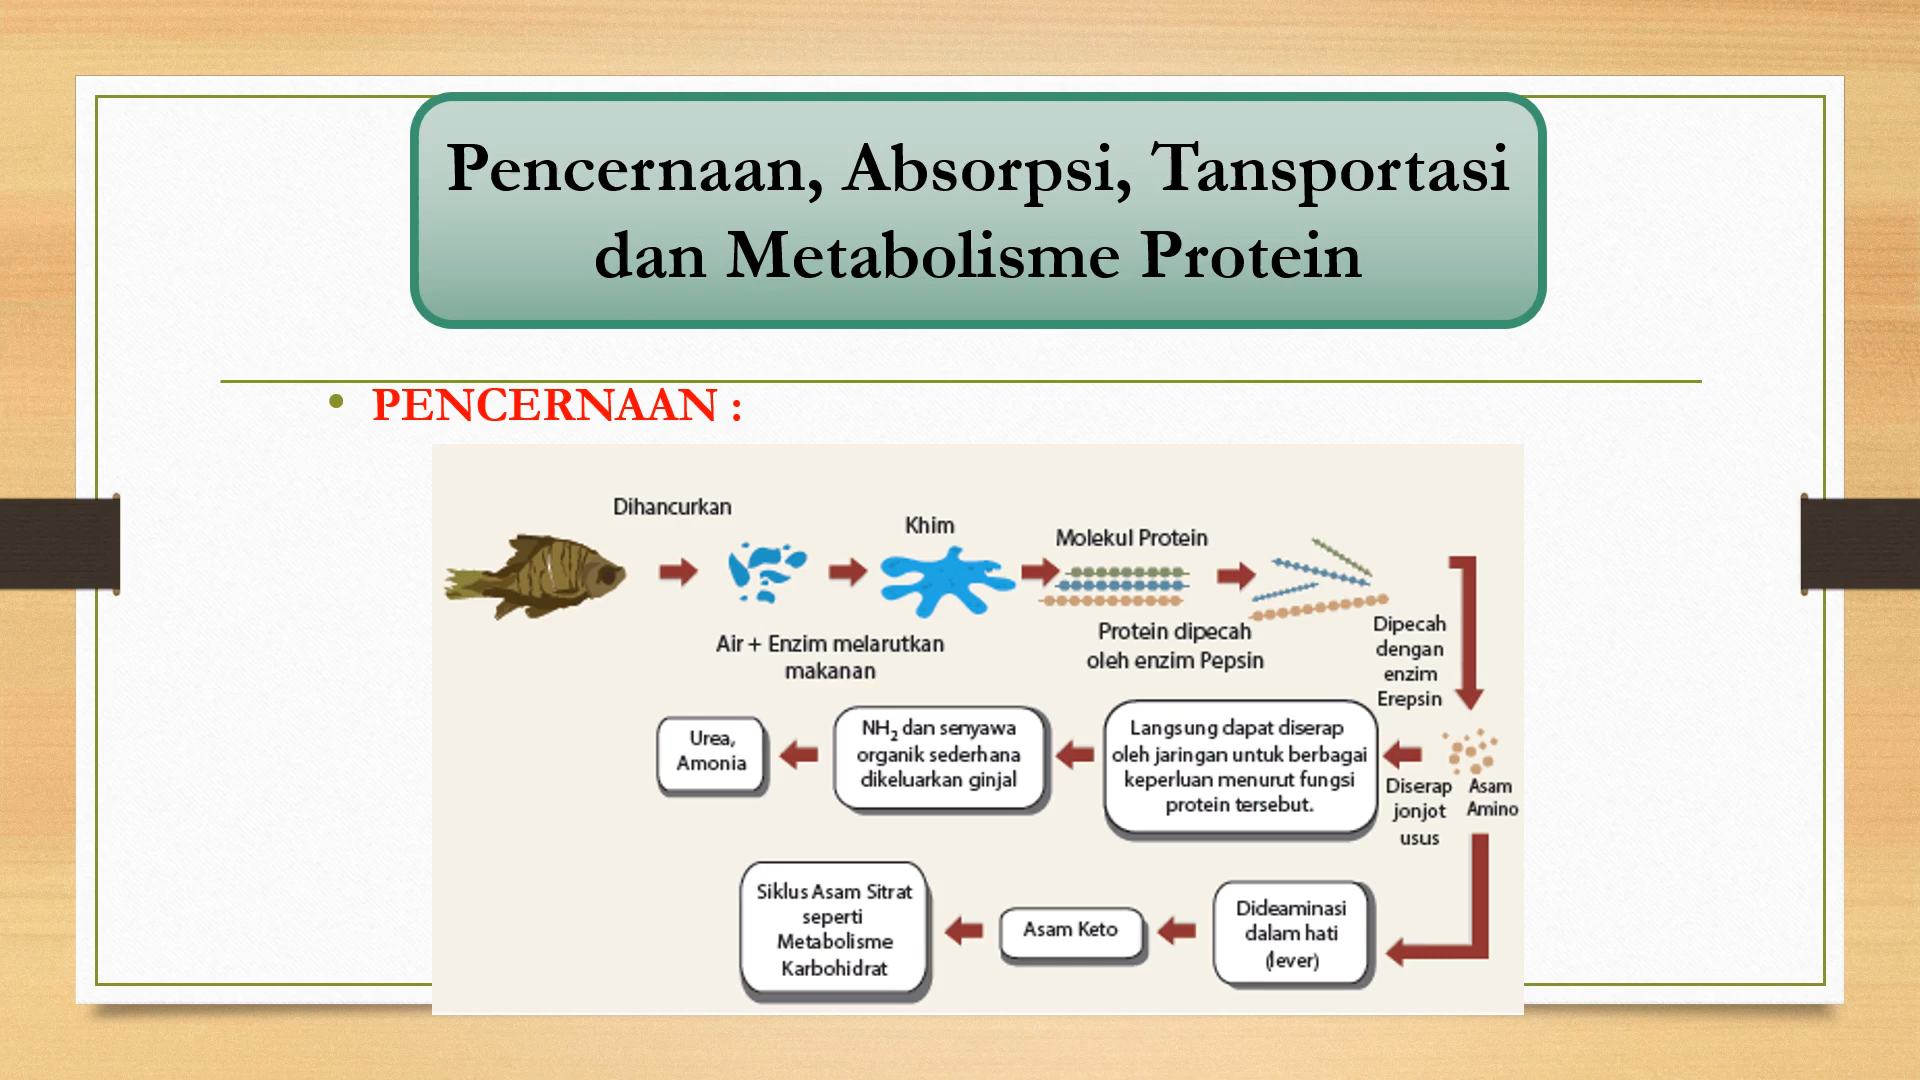 Pencernaan, Absorpsi, Tansportasi
dan Metabolisme Protein
• PENCERNAAN :
Dihancurkan
Khim
Molekul Protein
Air + Enzim melarutkan
makanan
Protein dipecah
oleh enzim Pepsin
Dipecah
dengan
enzim
Erepsin
Urea,
Amonia
NH₂ dan senyawa
organik sederhana
dikeluarkan ginjal
Langsung dapat diserap
oleh jaringan untuk berbagai
keperluan menurut fungsi
protein tersebut.
Diserap
jonjot
usus
Asam
Amino
Siklus Asam Sitrat
seperti
Metabolisme
Karbohidrat
Asam Keto
Dideaminasi
dalam hati
(lever)